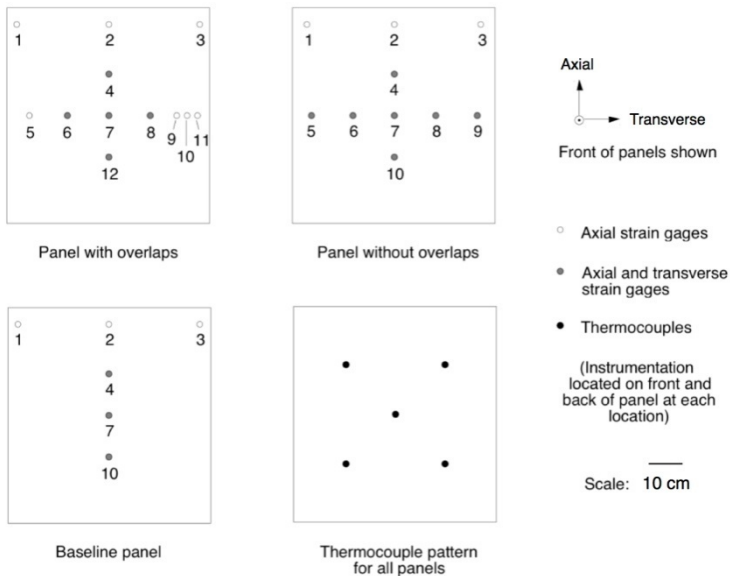 1 2 3
4
5 6 7 8 9 10 11
12
Panel with overlaps
1 2 3
4
5 6 7 8 9
10
Panel without overlaps
Axial
Transverse
Front of panels shown
Axial strain gages
Axial and transverse
strain gages
Thermocouples
(Instrumentation
located on front and
back of panel at each
location)
Scale: 10 cm
1 2 3
4
7
10
Baseline panel
Thermocouple pattern
for all panels